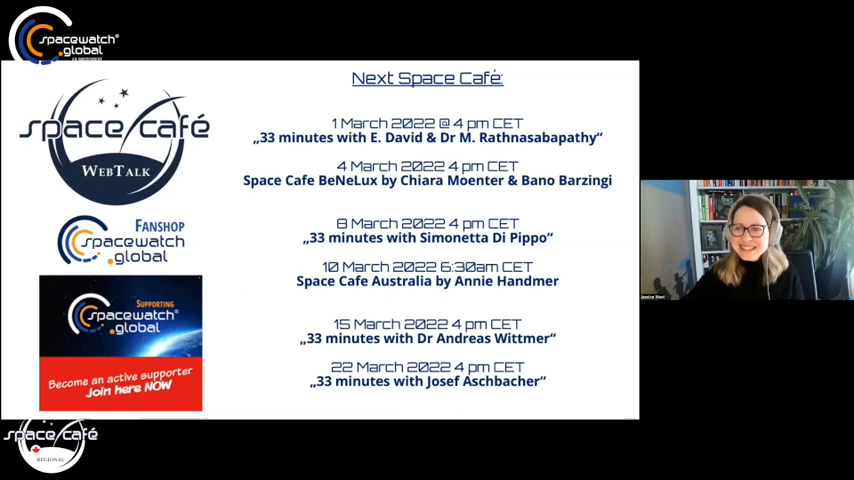 spacewatch®
.global
AN INDEPENDENT
Next Space Café:
space café
WEBTALK
1 March 2022 @ 4 pm CET
„33 minutes with E. David & Dr M. Rathnasabapathy“
4 March 2022 4 pm CET
Space Cafe BeNeLux by Chiara Moenter & Bano Barzingi
FANSHOP
spacewatch
.global
8 March 2022 4 pm CET
„33 minutes with Simonetta Di Pippo“
10 March 2022 6:30am CET
Space Cafe Australia by Annie Handmer
SUPPORTING
spacewatch®
.global
15 March 2022 4 pm CET
„33 minutes with Dr Andreas Wittmer“
Become an active supporter
Join here NOW
22 March 2022 4 pm CET
„33 minutes with Josef Aschbacher“
Jessica West
space café
REGIONAL